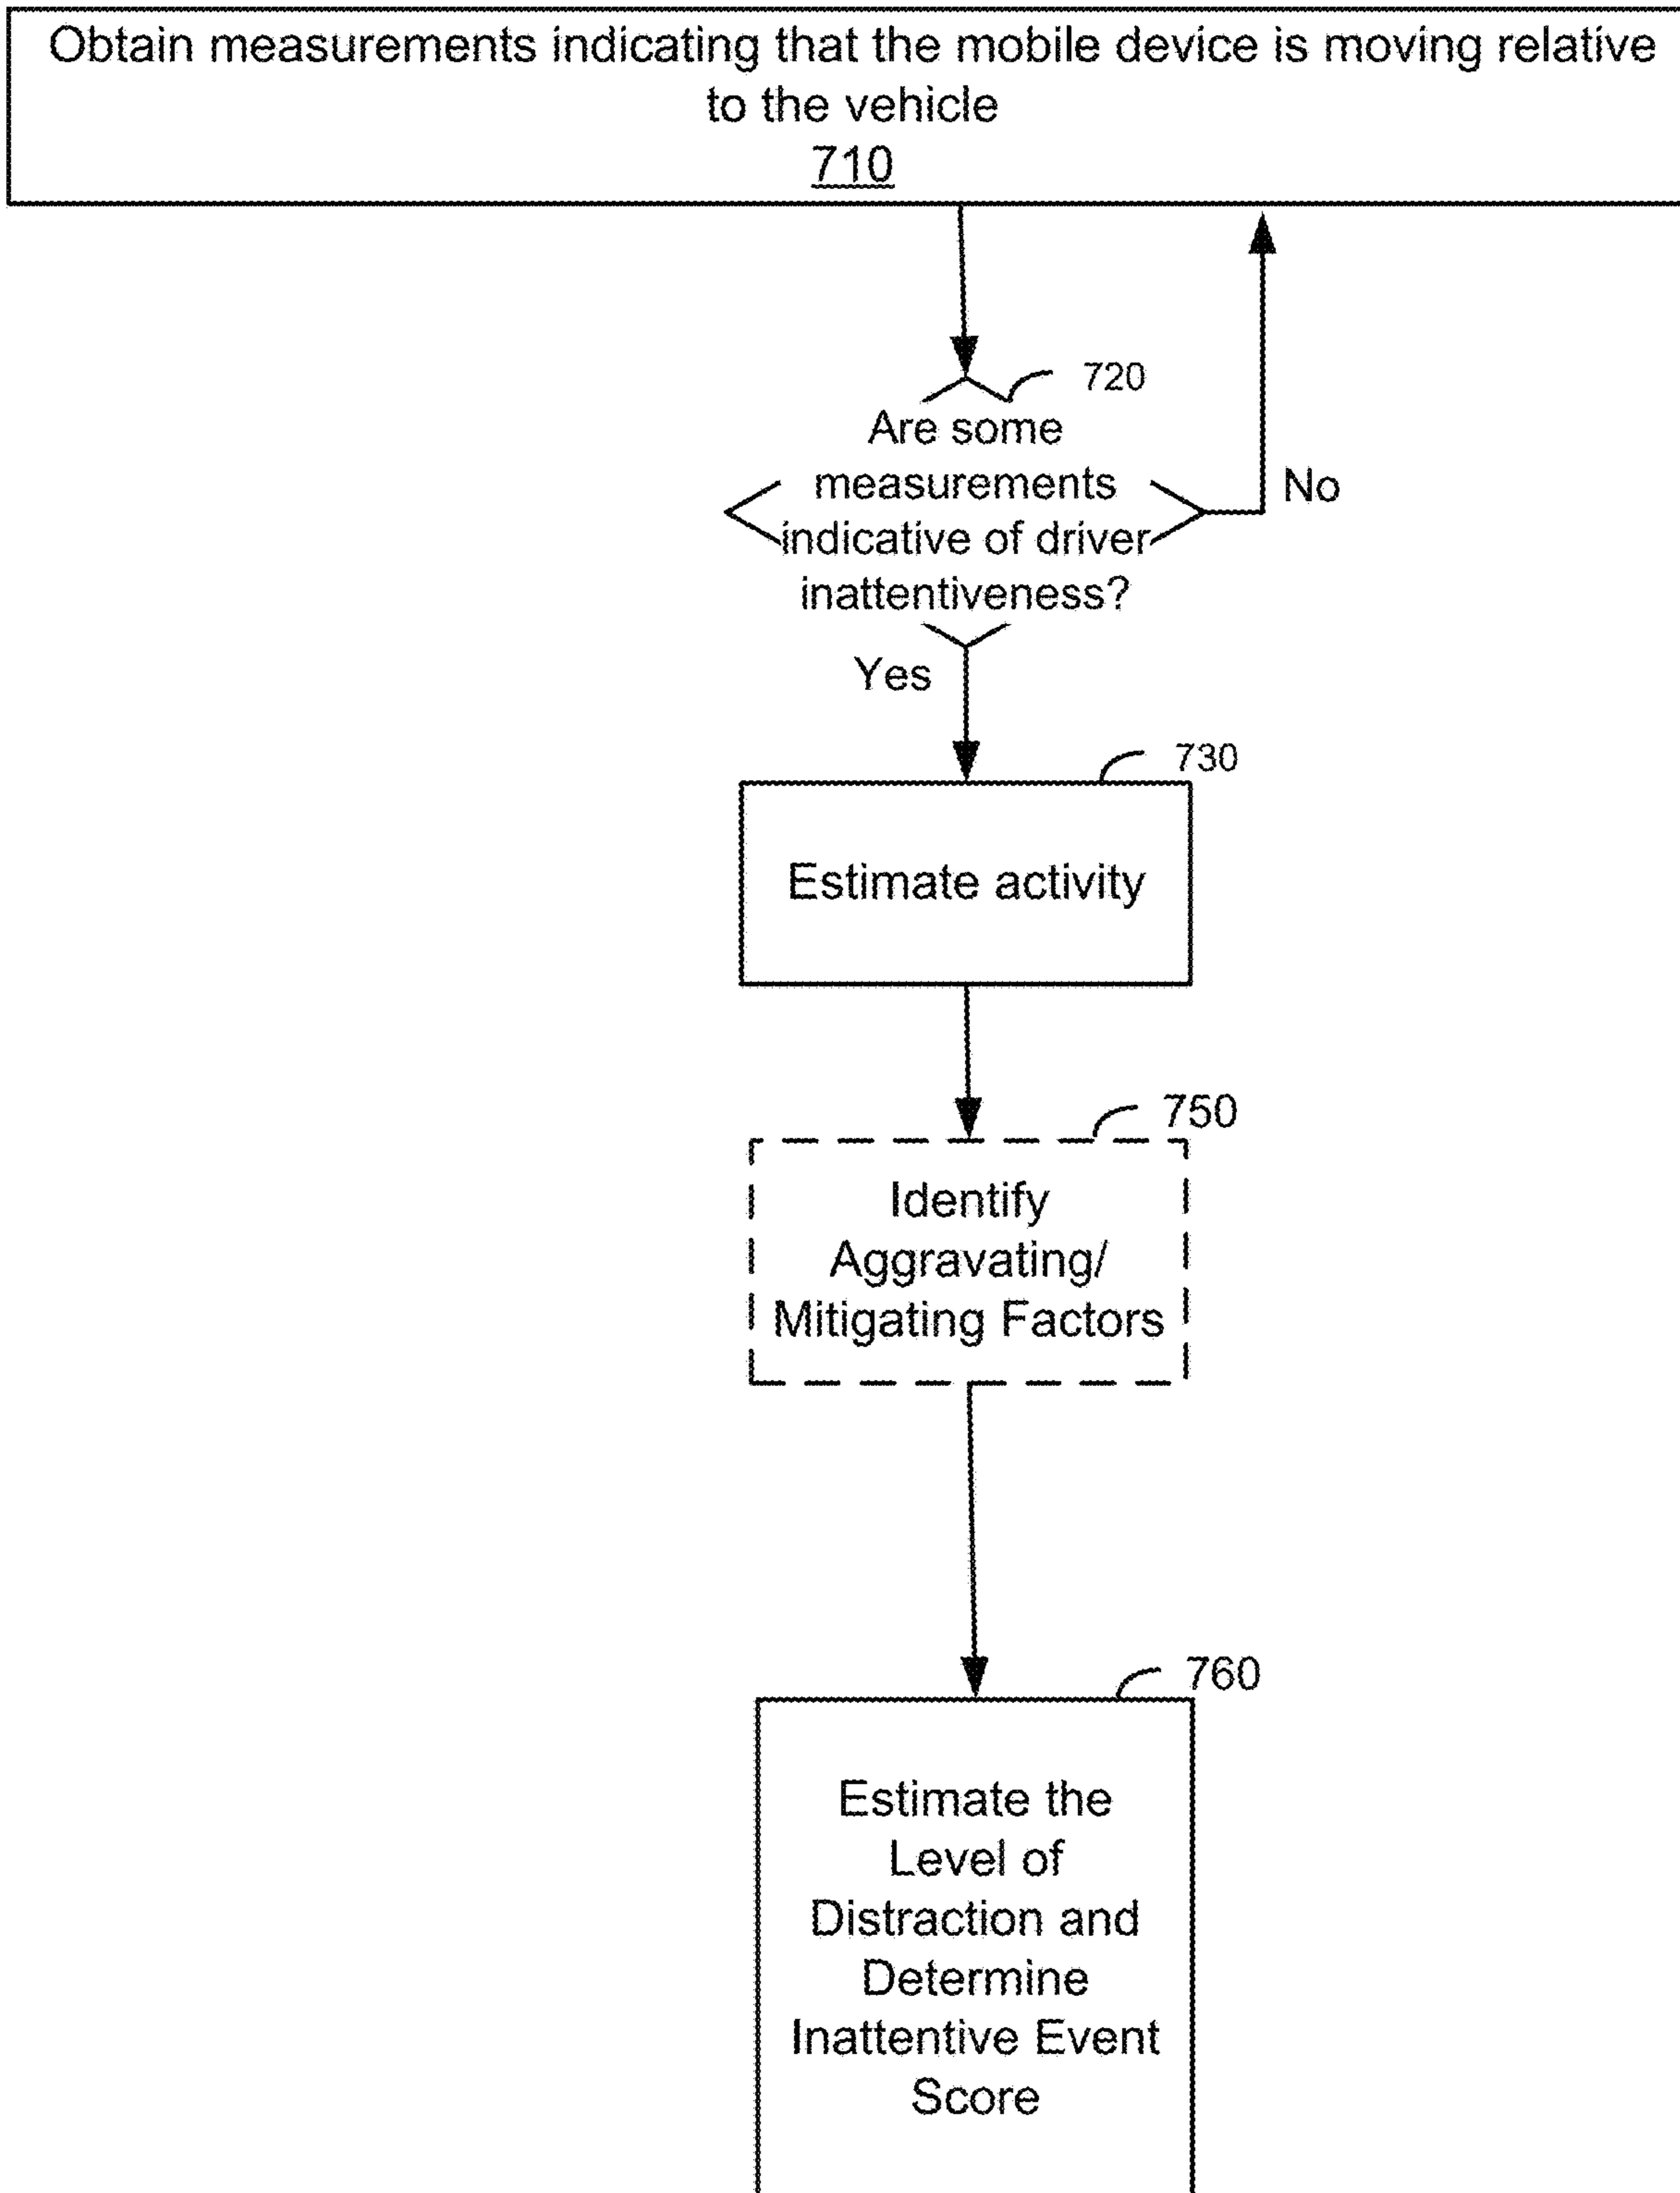 Obtain measurements indicating that the mobile device is moving relative
to the vehicle
710
720
Are some
measurements
indicative of driver
inattentiveness?
No
Yes
730
Estimate activity
750
Identify
Aggravating/
Mitigating Factors
760
Estimate the
Level of
Distraction and
Determine
Inattentive Event
Score